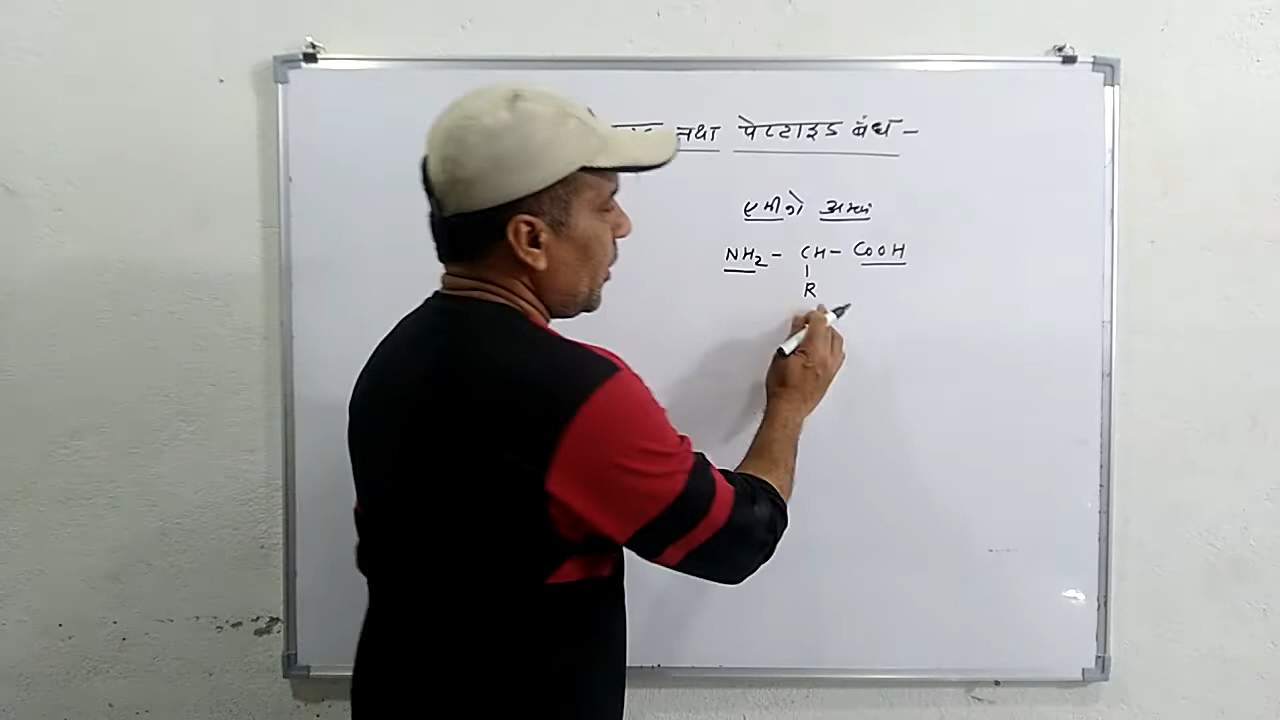 तथा पेप्टाइड बंध -
एमीनो अम्ल
NH2 - CH - COOH
|
R